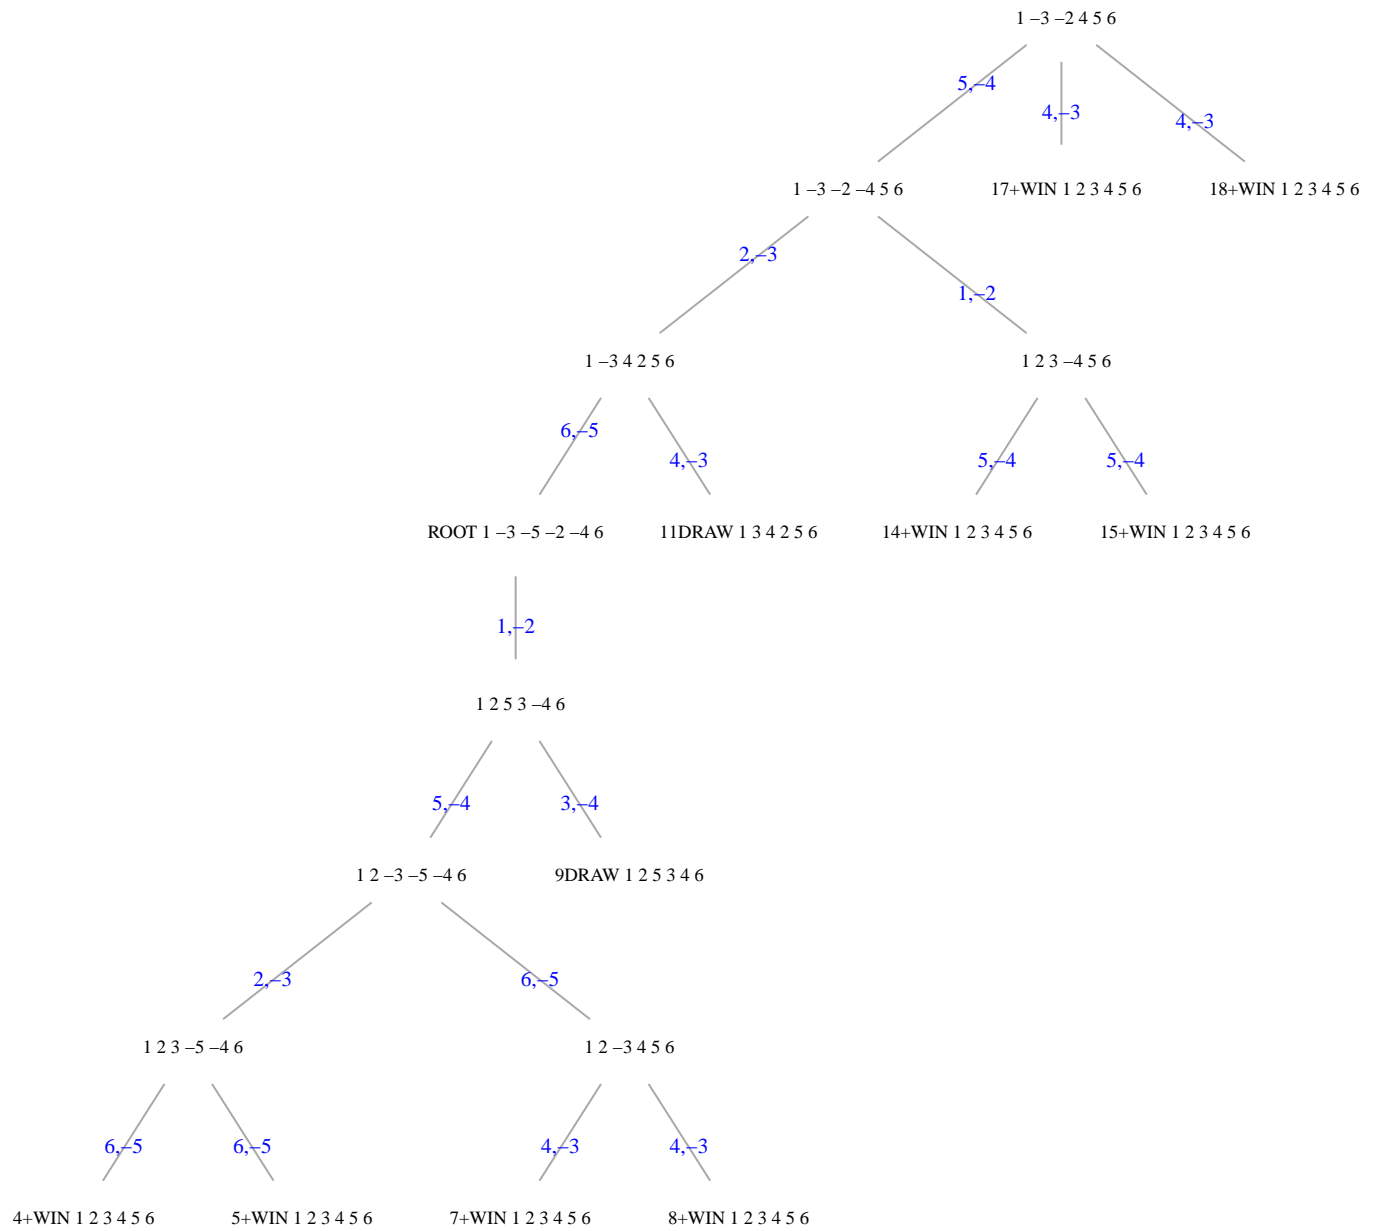 1 –3 –2 4 5 6
5,–4
4,–3
4,–3
1 –3 –2 –4 5 6
17+WIN 1 2 3 4 5 6
18+WIN 1 2 3 4 5 6
2,–3
1,–2
1 –3 4 2 5 6
1 2 3 –4 5 6
6,–5
4,–3
5,–4
5,–4
ROOT 1 –3 –5 –2 –4 6
11DRAW 1 3 4 2 5 6
14+WIN 1 2 3 4 5 6
15+WIN 1 2 3 4 5 6
1,–2
1 2 5 3 –4 6
5,–4
3,–4
1 2 –3 –5 –4 6
9DRAW 1 2 5 3 4 6
2,–3
6,–5
1 2 3 –5 –4 6
1 2 –3 4 5 6
6,–5
6,–5
4,–3
4,–3
4+WIN 1 2 3 4 5 6
5+WIN 1 2 3 4 5 6
7+WIN 1 2 3 4 5 6
8+WIN 1 2 3 4 5 6